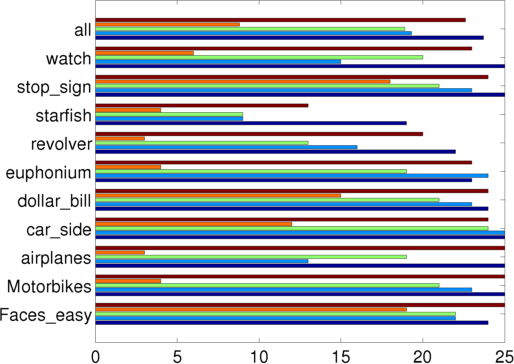 all
watch
stop_sign
starfish
revolver
euphonium
dollar_bill
car_side
airplanes
Motorbikes
Faces_easy
0 5 10 15 20 25